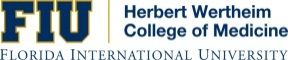 FIU
Herbert Wertheim
College of Medicine
FLORIDA INTERNATIONAL UNIVERSITY